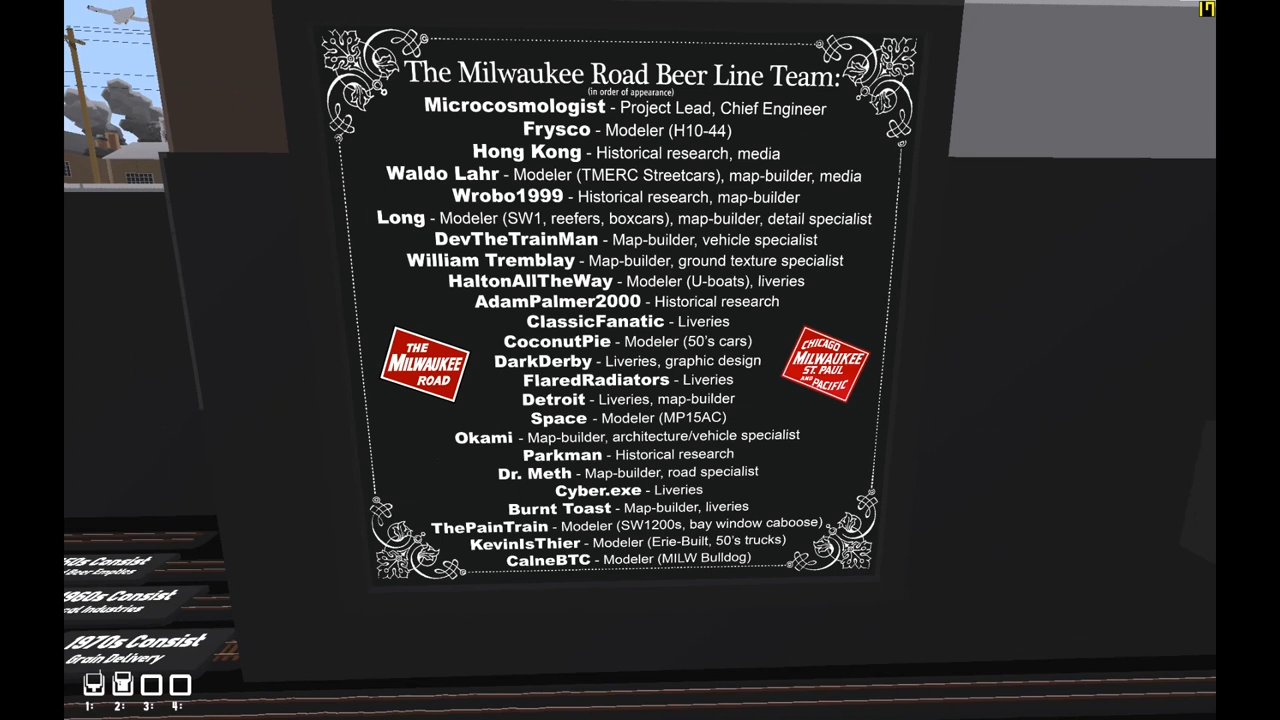 17
The Milwaukee Road Beer Line Team:
(in order of appearance)
Microcosmologist - Project Lead, Chief Engineer
Frysco - Modeler (H10-44)
Hong Kong - Historical research, media
Waldo Lahr - Modeler (TMERC Streetcars), map-builder, media
Wrobo1999 - Historical research, map-builder
Long - Modeler (SW1, reefers, boxcars), map-builder, detail specialist
DevTheTrainMan - Map-builder, vehicle specialist
William Tremblay - Map-builder, ground texture specialist
HaltonAllTheWay - Modeler (U-boats), liveries
AdamPalmer2000 - Historical research
ClassicFanatic - Liveries
CoconutPie - Modeler (50's cars)
DarkDerby - Liveries, graphic design
FlaredRadiators - Liveries
Detroit - Liveries, map-builder
Space - Modeler (MP15AC)
Okami - Map-builder, architecture/vehicle specialist
Parkman - Historical research
Dr. Meth - Map-builder, road specialist
Cyber.exe - Liveries
Burnt Toast - Map-builder, liveries
ThePainTrain - Modeler (SW1200s, bay window caboose)
KevinIsThier - Modeler (Erie-Built, 50's trucks)
CalneBTC - Modeler (MILW Bulldog)
THE
MILWAUKEE
ROAD
CHICAGO
MILWAUKEE
ST. PAUL
AND PACIFIC
Consist
Beer Empties
1960s Consist
Industries
1970s Consist
Grain Delivery
1: 2: 3: 4: